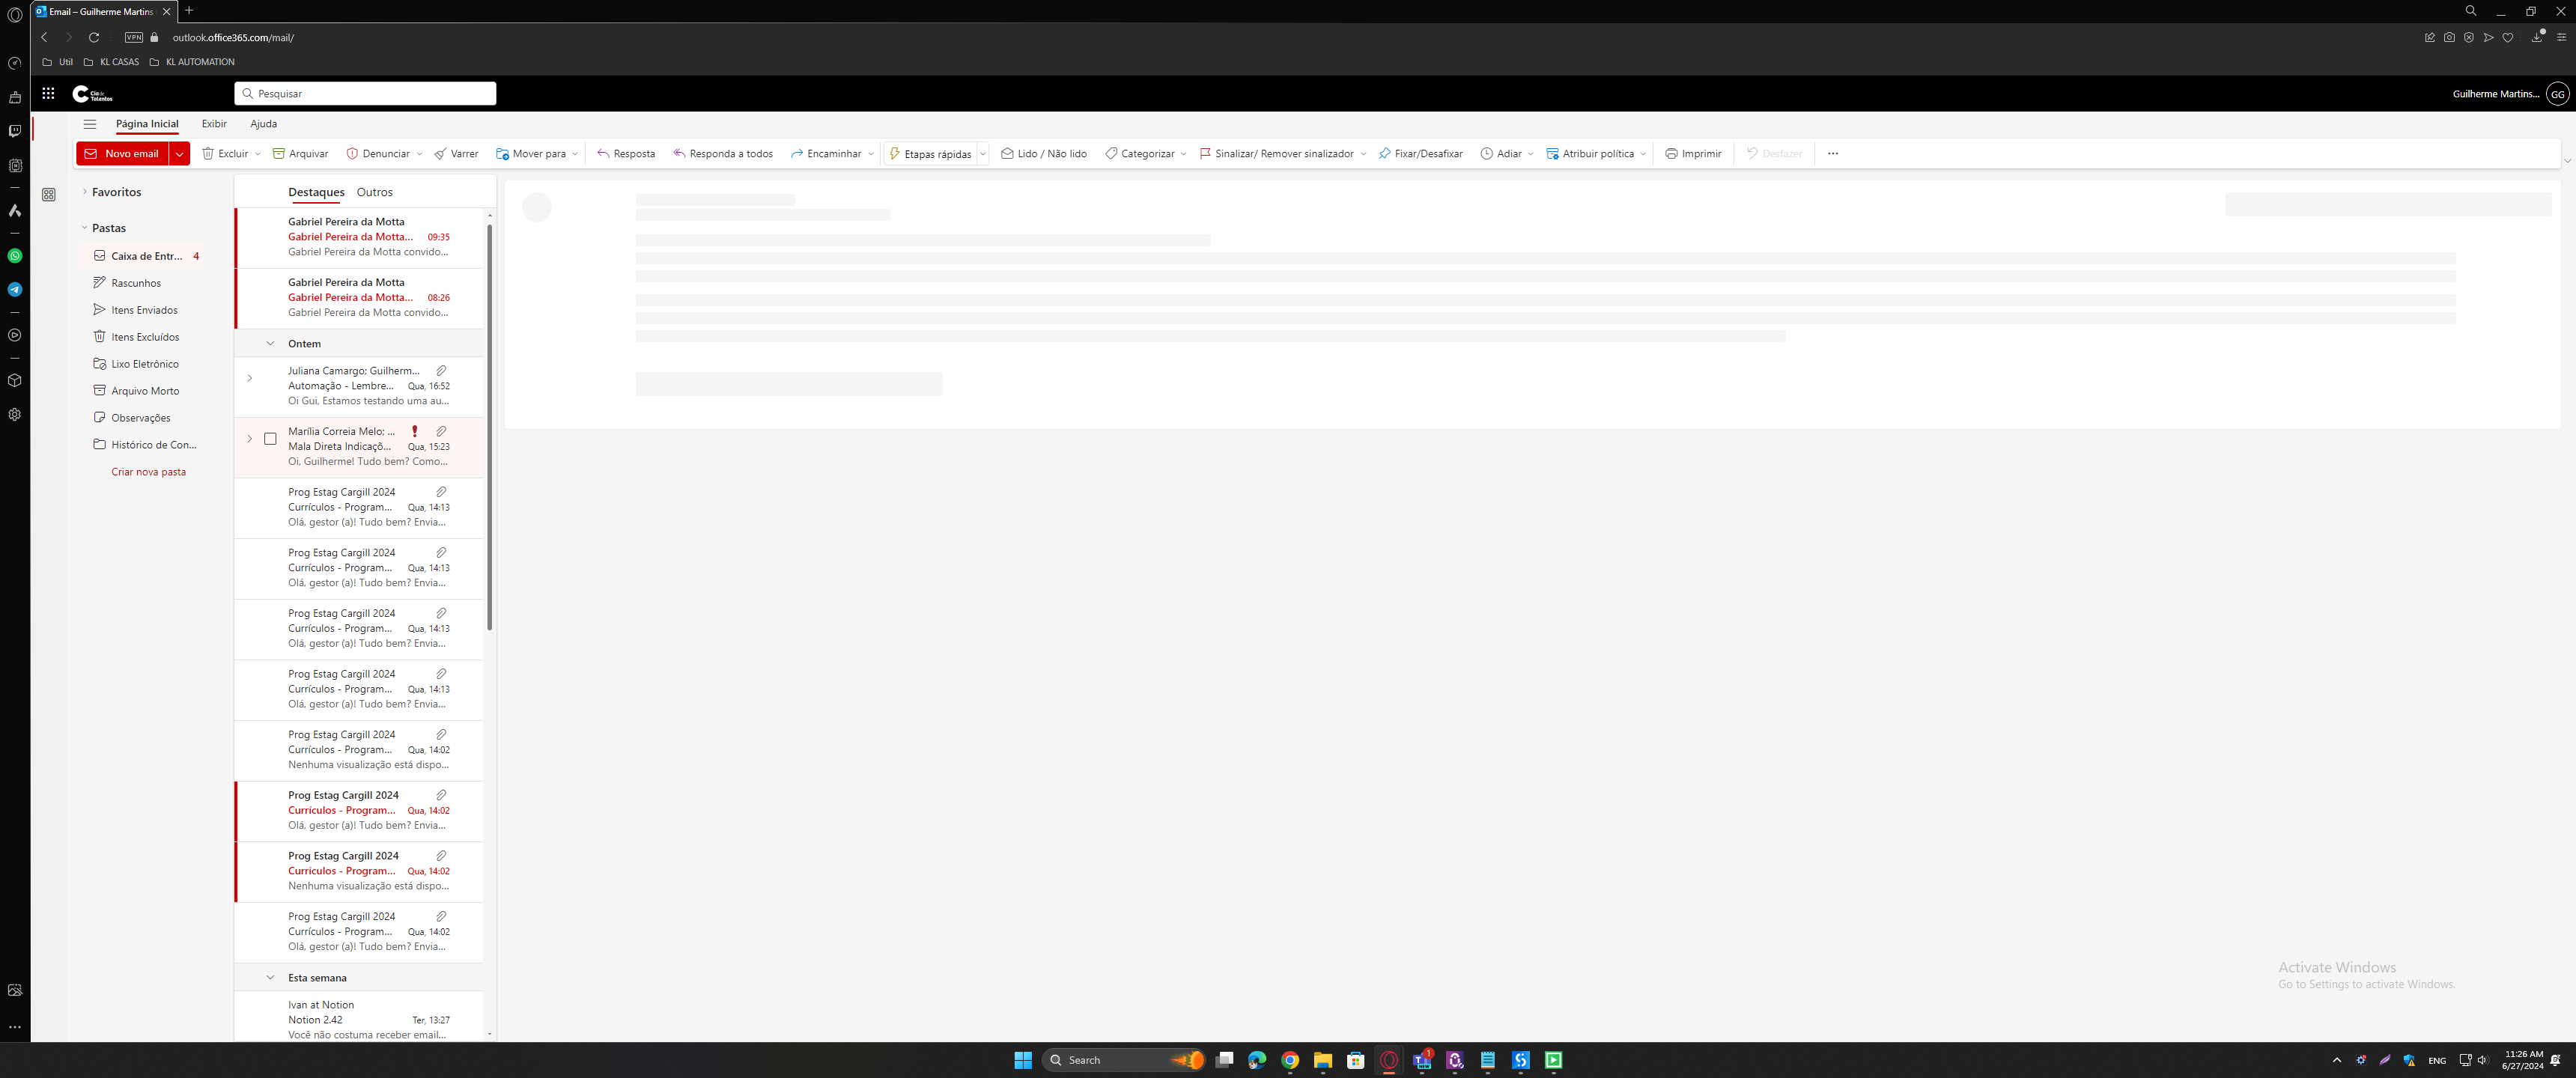 Email – Guilherme Martins
VPN
outlook.office365.com/mail/
Util
KL CASAS
KL AUTOMATION
Cia de Talentos
Pesquisar
Guilherme Martins...
GG
Página Inicial
Exibir
Ajuda
Novo email
Excluir
Arquivar
Denunciar
Varrer
Mover para
Resposta
Responda a todos
Encaminhar
Etapas rápidas
Lido / Não lido
Categorizar
Sinalizar/ Remover sinalizador
Fixar/Desafixar
Adiar
Atribuir política
Imprimir
Desfazer
Favoritos
Pastas
Caixa de Entr... 4
Rascunhos
Itens Enviados
Itens Excluídos
Lixo Eletrônico
Arquivo Morto
Observações
Histórico de Con...
Criar nova pasta
Destaques
Outros
Gabriel Pereira da Motta
Gabriel Pereira da Motta... 09:35
Gabriel Pereira da Motta convido...
Gabriel Pereira da Motta
Gabriel Pereira da Motta... 08:26
Gabriel Pereira da Motta convido...
Ontem
Juliana Camargo; Guilherm...
Automação - Lembre... Qua, 16:52
Oi Gui, Estamos testando uma au...
Marília Correia Melo; ...
Mala Direta Indicaçõ... Qua, 15:23
Oi, Guilherme! Tudo bem? Como...
Prog Estag Cargill 2024
Currículos - Program... Qua, 14:13
Olá, gestor (a)! Tudo bem? Envia...
Prog Estag Cargill 2024
Currículos - Program... Qua, 14:13
Olá, gestor (a)! Tudo bem? Envia...
Prog Estag Cargill 2024
Currículos - Program... Qua, 14:13
Olá, gestor (a)! Tudo bem? Envia...
Prog Estag Cargill 2024
Currículos - Program... Qua, 14:13
Olá, gestor (a)! Tudo bem? Envia...
Prog Estag Cargill 2024
Currículos - Program... Qua, 14:02
Nenhuma visualização está dispo...
Prog Estag Cargill 2024
Currículos - Program... Qua, 14:02
Olá, gestor (a)! Tudo bem? Envia...
Prog Estag Cargill 2024
Currículos - Program... Qua, 14:02
Nenhuma visualização está dispo...
Prog Estag Cargill 2024
Currículos - Program... Qua, 14:02
Olá, gestor (a)! Tudo bem? Envia...
Esta semana
Ivan at Notion
Notion 2.42 Ter, 13:27
Você não costuma receber email...
Activate Windows
Go to Settings to activate Windows.
Search
1
NEW
ENG
11:26 AM
6/27/2024